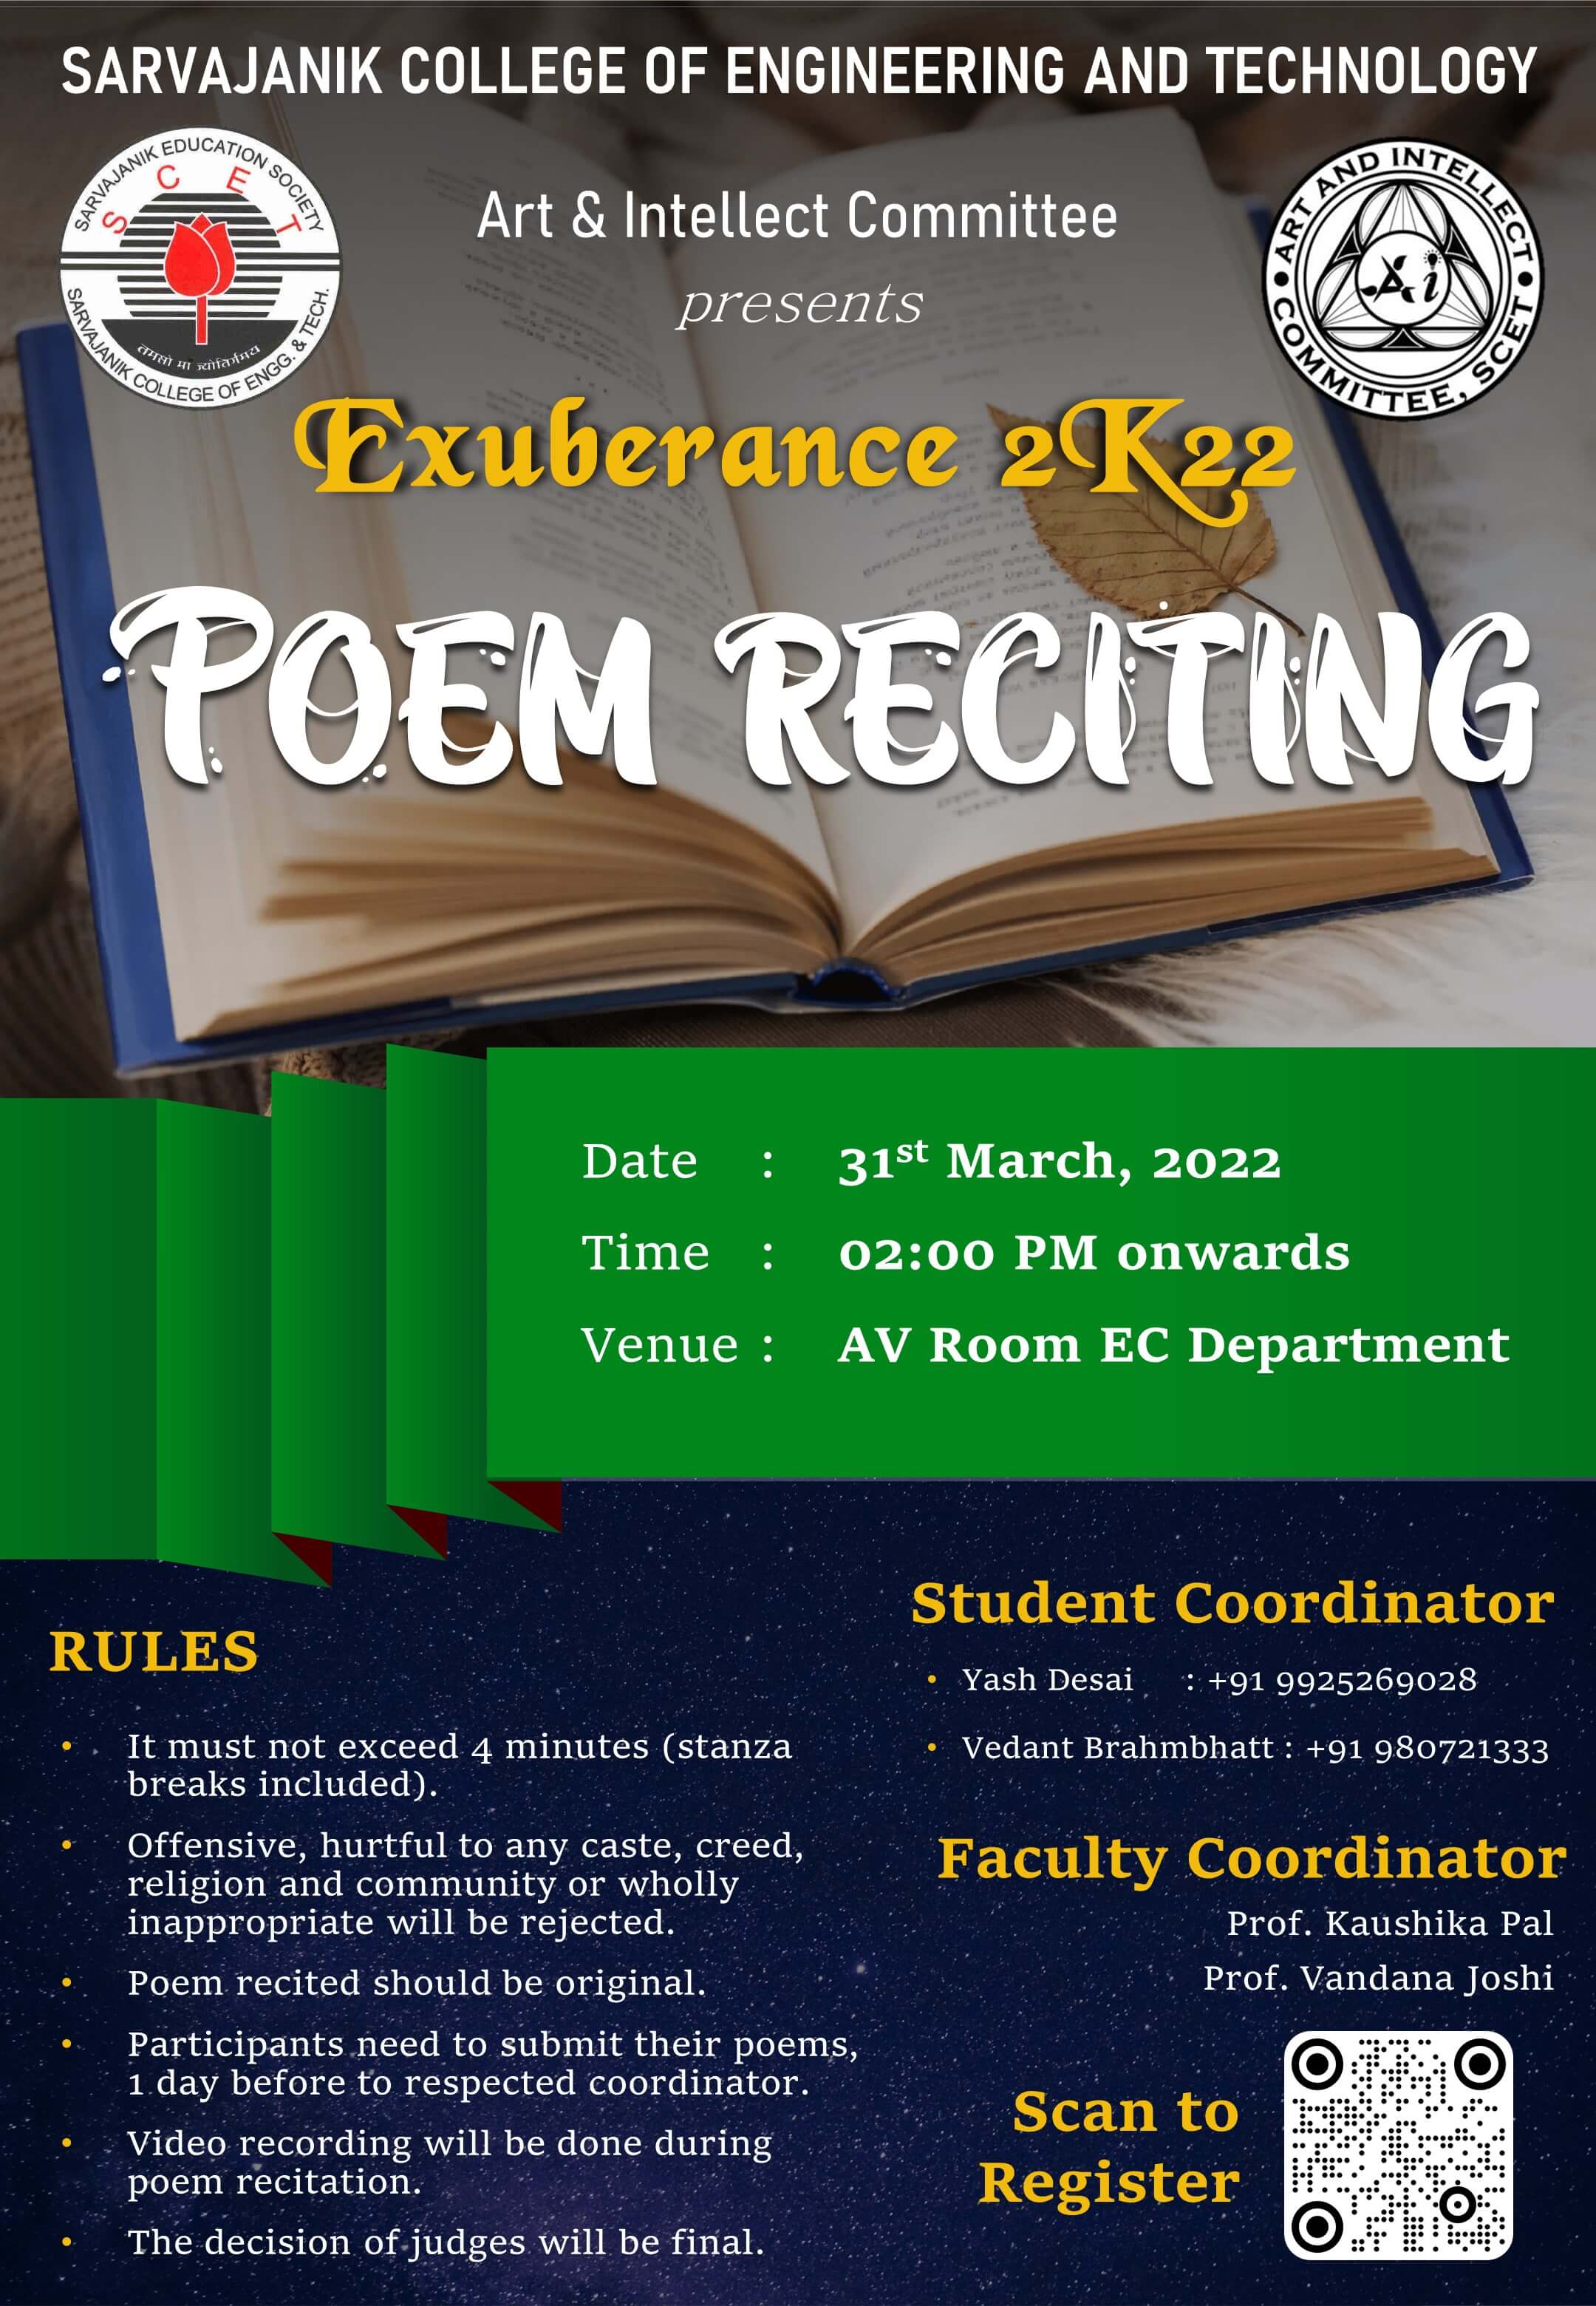 SARVAJANIK COLLEGE OF ENGINEERING AND TECHNOLOGY
SARVAJANIK EDUCATION SOCIETY
S C E T
तमसो मा ज्योतिर्गमय
SARVAJANIK COLLEGE OF ENGG. & TECH.
Art & Intellect Committee
presents
ART AND INTELLECT
Ai
COMMITTEE, SCET
Exuberance 2K22
POEM RECITING
Date : 31st March, 2022
Time : 02:00 PM onwards
Venue : AV Room EC Department
RULES
• It must not exceed 4 minutes (stanza
breaks included).
• Offensive, hurtful to any caste, creed,
religion and community or wholly
inappropriate will be rejected.
• Poem recited should be original.
• Participants need to submit their poems,
1 day before to respected coordinator.
• Video recording will be done during
poem recitation.
• The decision of judges will be final.
Student Coordinator
• Yash Desai : +91 9925269028
• Vedant Brahmbhatt : +91 980721333
Faculty Coordinator
Prof. Kaushika Pal
Prof. Vandana Joshi
Scan to
Register